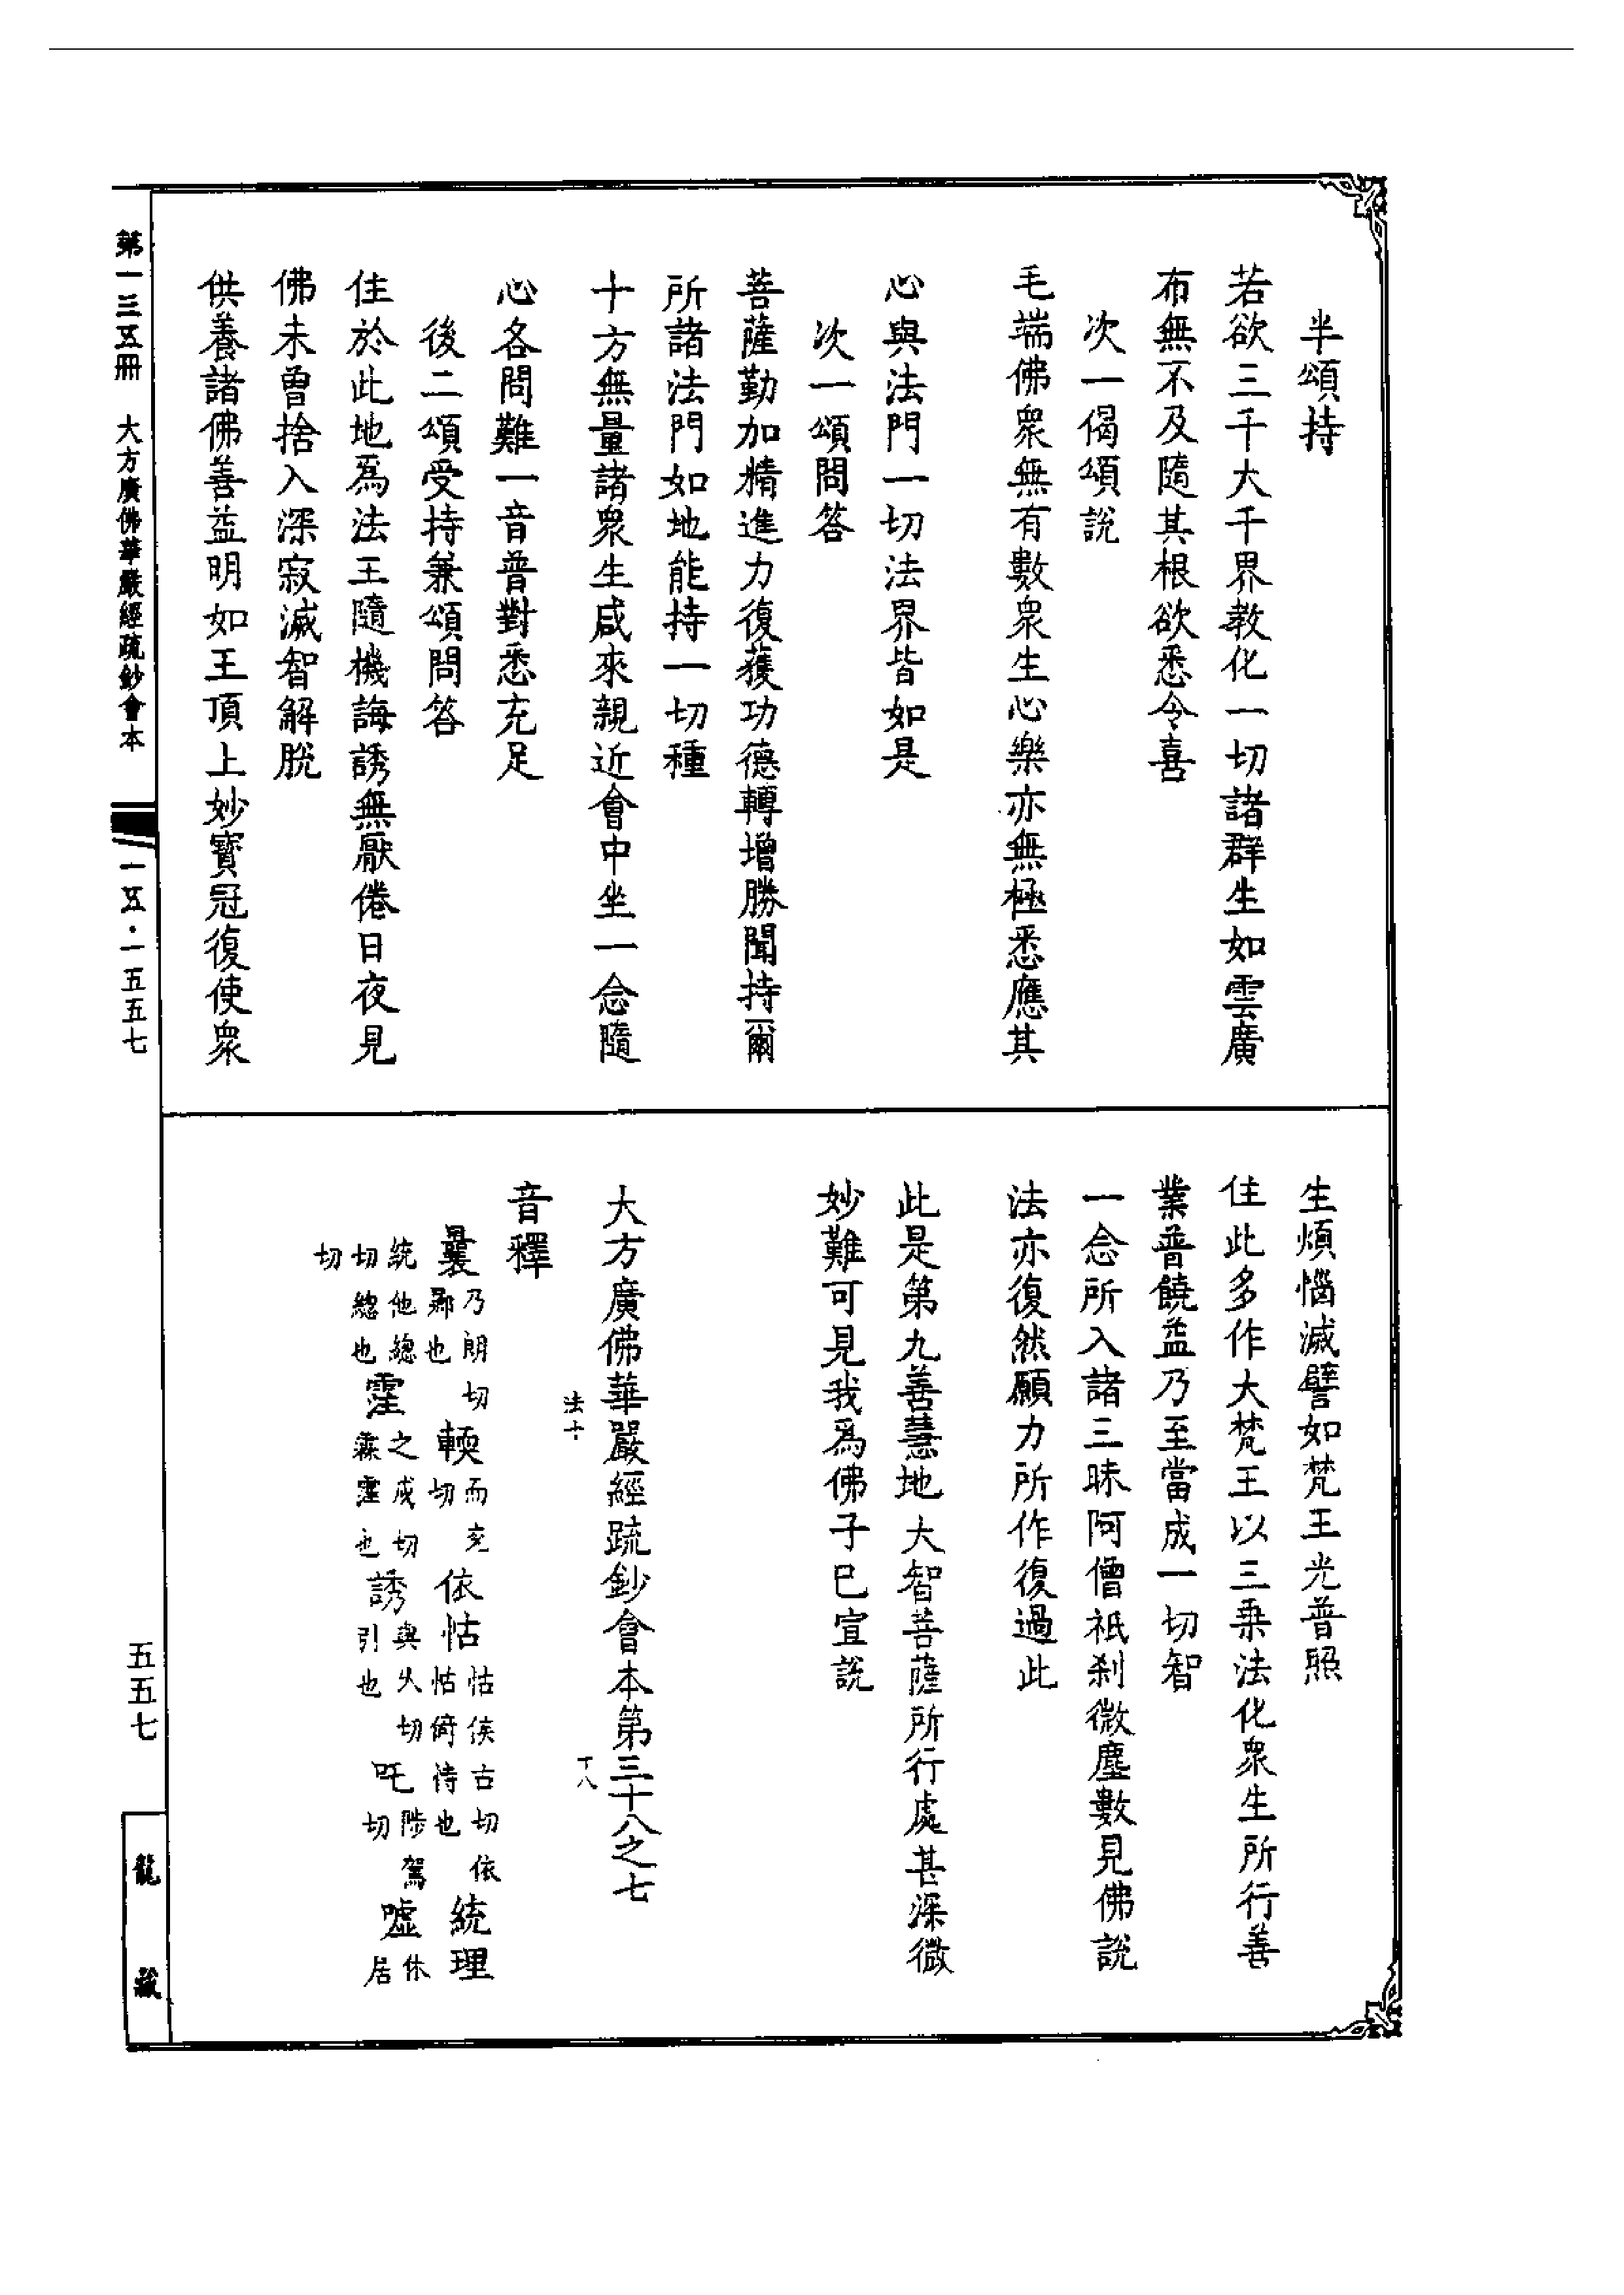 半頌持
若欲三千大千界教化一切諸群生如雲廣
布無不及隨其根欲悉令喜
次一偈頌說
毛端佛衆無有數衆生心樂亦無極悉應其
心與法門一切法界皆如是
次一頌問答
菩薩勤加精進力復獲功德轉增勝聞持爾
所諸法門如地能持一切種
十方無量諸衆生咸來親近會中坐一念隨
心各問難一音普對悉充足
後二頌受持兼頌問答
住於此地為法王隨機誨誘無厭倦日夜見
佛未曾捨入深寂滅智解脫
供養諸佛善益明如王頂上妙寶冠復使衆
生煩惱滅譬如梵王光普照
住此多作大梵王以三乘法化衆生所行善
業普饒益乃至當成一切智
一念所入諸三昧阿僧祇刹微塵數見佛說
法亦復然願力所作復過此
此是第九善慧地大智菩薩所行處甚深微
妙難可見我為佛子已宣說
大方廣佛華嚴經疏鈔會本第三十八之七
法十
十八
音釋
曩 乃朗切 曏也 輭 而兖切 依怙 怙侯古切依怙倚恃也 統理
統他總切總也 霔 之戍切霖霔也 誘 與久切引也 吒 陟駕切 噓 休居
切
第一三五冊 大方廣佛華嚴經疏鈔會本
一五·一五五七
五五七
龍藏